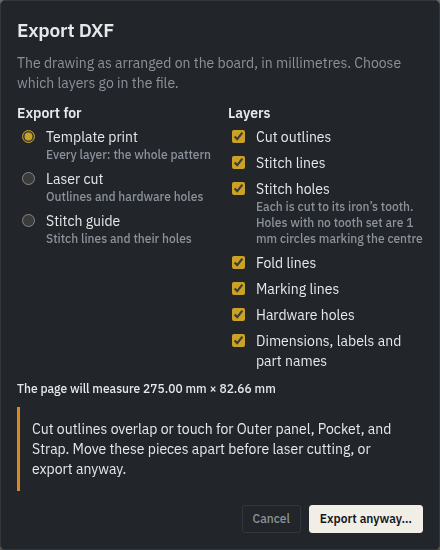 Export DXF
The drawing as arranged on the board, in millimetres. Choose
which layers go in the file.
Export for
Template print
Every layer: the whole pattern
Laser cut
Outlines and hardware holes
Stitch guide
Stitch lines and their holes
Layers
Cut outlines
Stitch lines
Stitch holes
Each is cut to its iron's tooth.
Holes with no tooth set are 1
mm circles marking the centre
Fold lines
Marking lines
Hardware holes
Dimensions, labels and
part names
The page will measure 275.00 mm × 82.66 mm
Cut outlines overlap or touch for Outer panel, Pocket, and
Strap. Move these pieces apart before laser cutting, or
export anyway.
Cancel
Export anyway...